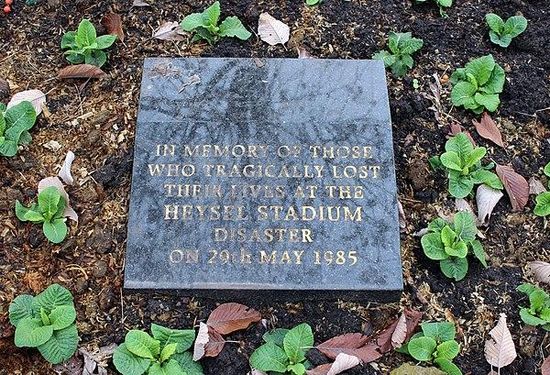 IN MEMORY OF THOSE
WHO TRAGICALLY LOST
THEIR LIVES AT THE
HEYSEL STADIUM
DISASTER
ON 29th MAY 1985